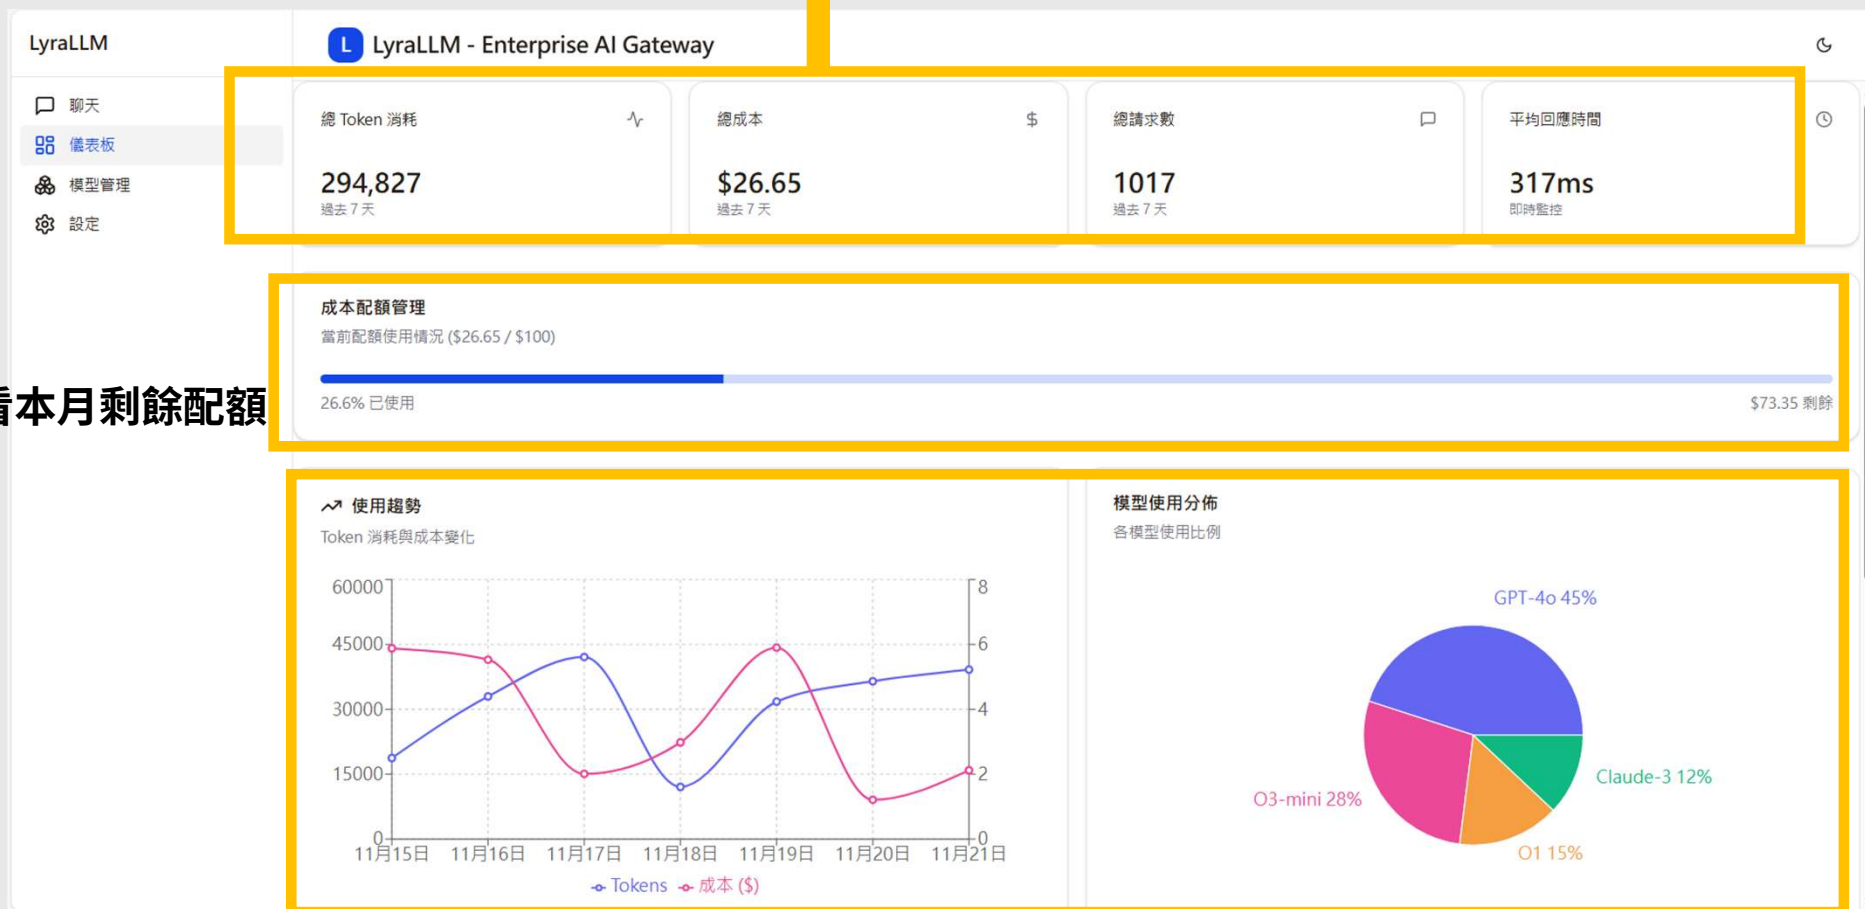 LyraLLM
L LyraLLM - Enterprise AI Gateway
聊天
儀表板
模型管理
設定
總 Token 消耗
294,827
過去 7 天
總成本
$
$26.65
過去 7 天
總請求數
1017
過去 7 天
平均回應時間
317ms
即時監控
成本配額管理
當前配額使用情況 ($26.65 / $100)
26.6% 已使用
$73.35 剩餘
看本月剩餘配額
使用趨勢
Token 消耗與成本變化
60000
45000
30000
15000
0
8
6
4
2
0
11月15日 11月16日 11月17日 11月18日 11月19日 11月20日 11月21日
Tokens 成本 ($)
模型使用分佈
各模型使用比例
GPT-4o 45%
Claude-3 12%
O3-mini 28%
O1 15%